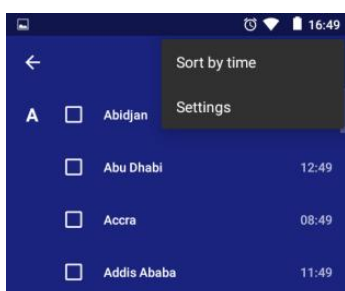 16:49
Sort by time
Settings
A
Abidjan
Abu Dhabi 12:49
Accra 08:49
Addis Ababa 11:49